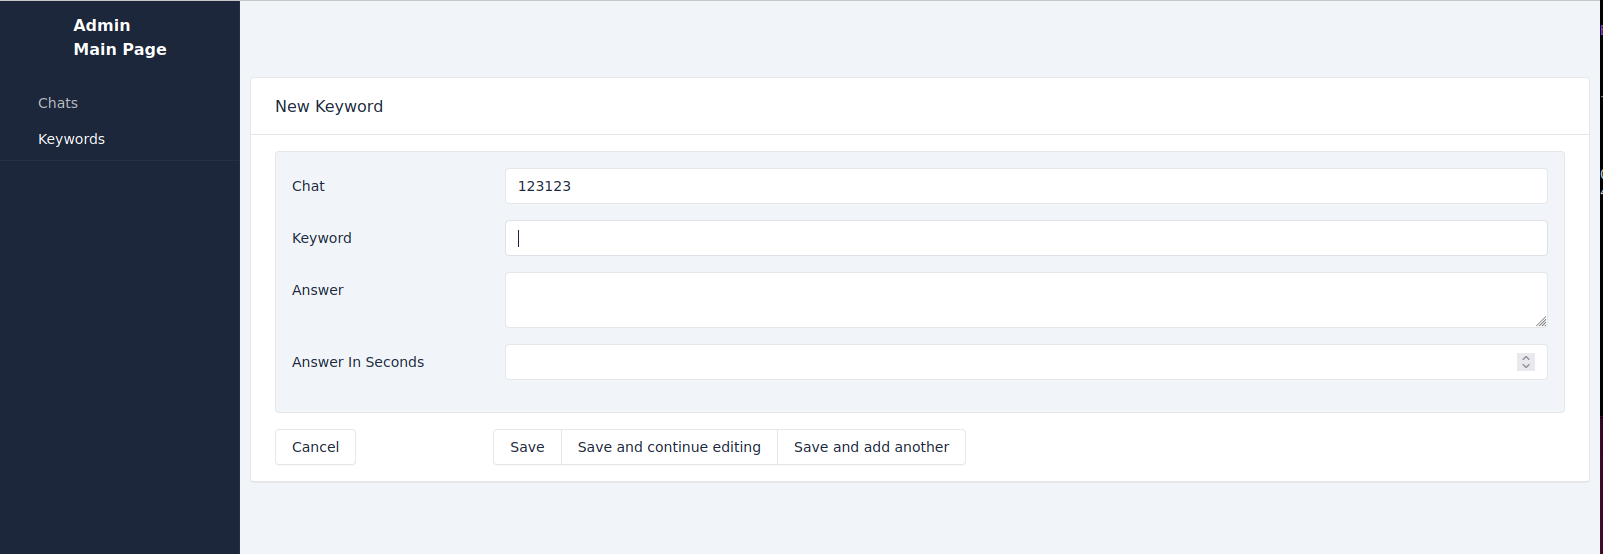 Admin
Main Page
Chats
Keywords
New Keyword
Chat
123123
Keyword
Answer
Answer In Seconds
Cancel
Save
Save and continue editing
Save and add another